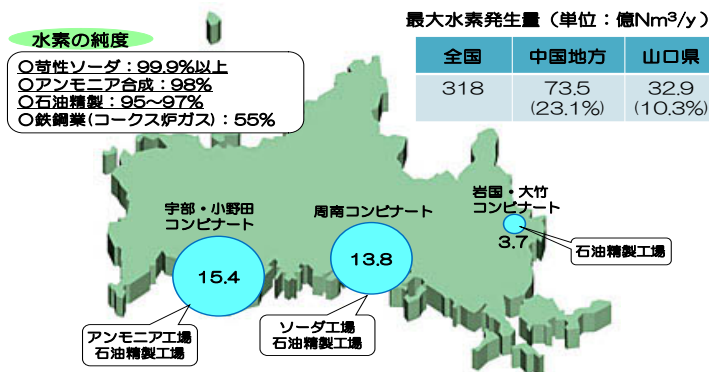 最大水素発生量(単位:億Nm³/y)
全国 中国地方 山口県
318 73.5 32.9
(23.1%) (10.3%)
水素の純度
〇苛性ソーダ:99.9%以上
〇アンモニア合成:98%
〇石油精製:95〜97%
〇鉄鋼業(コークス炉ガス):55%
宇部・小野田
コンビナート
15.4
アンモニア工場
石油精製工場
周南コンビナート
13.8
ソーダ工場
石油精製工場
岩国・大竹
コンビナート
3.7
石油精製工場